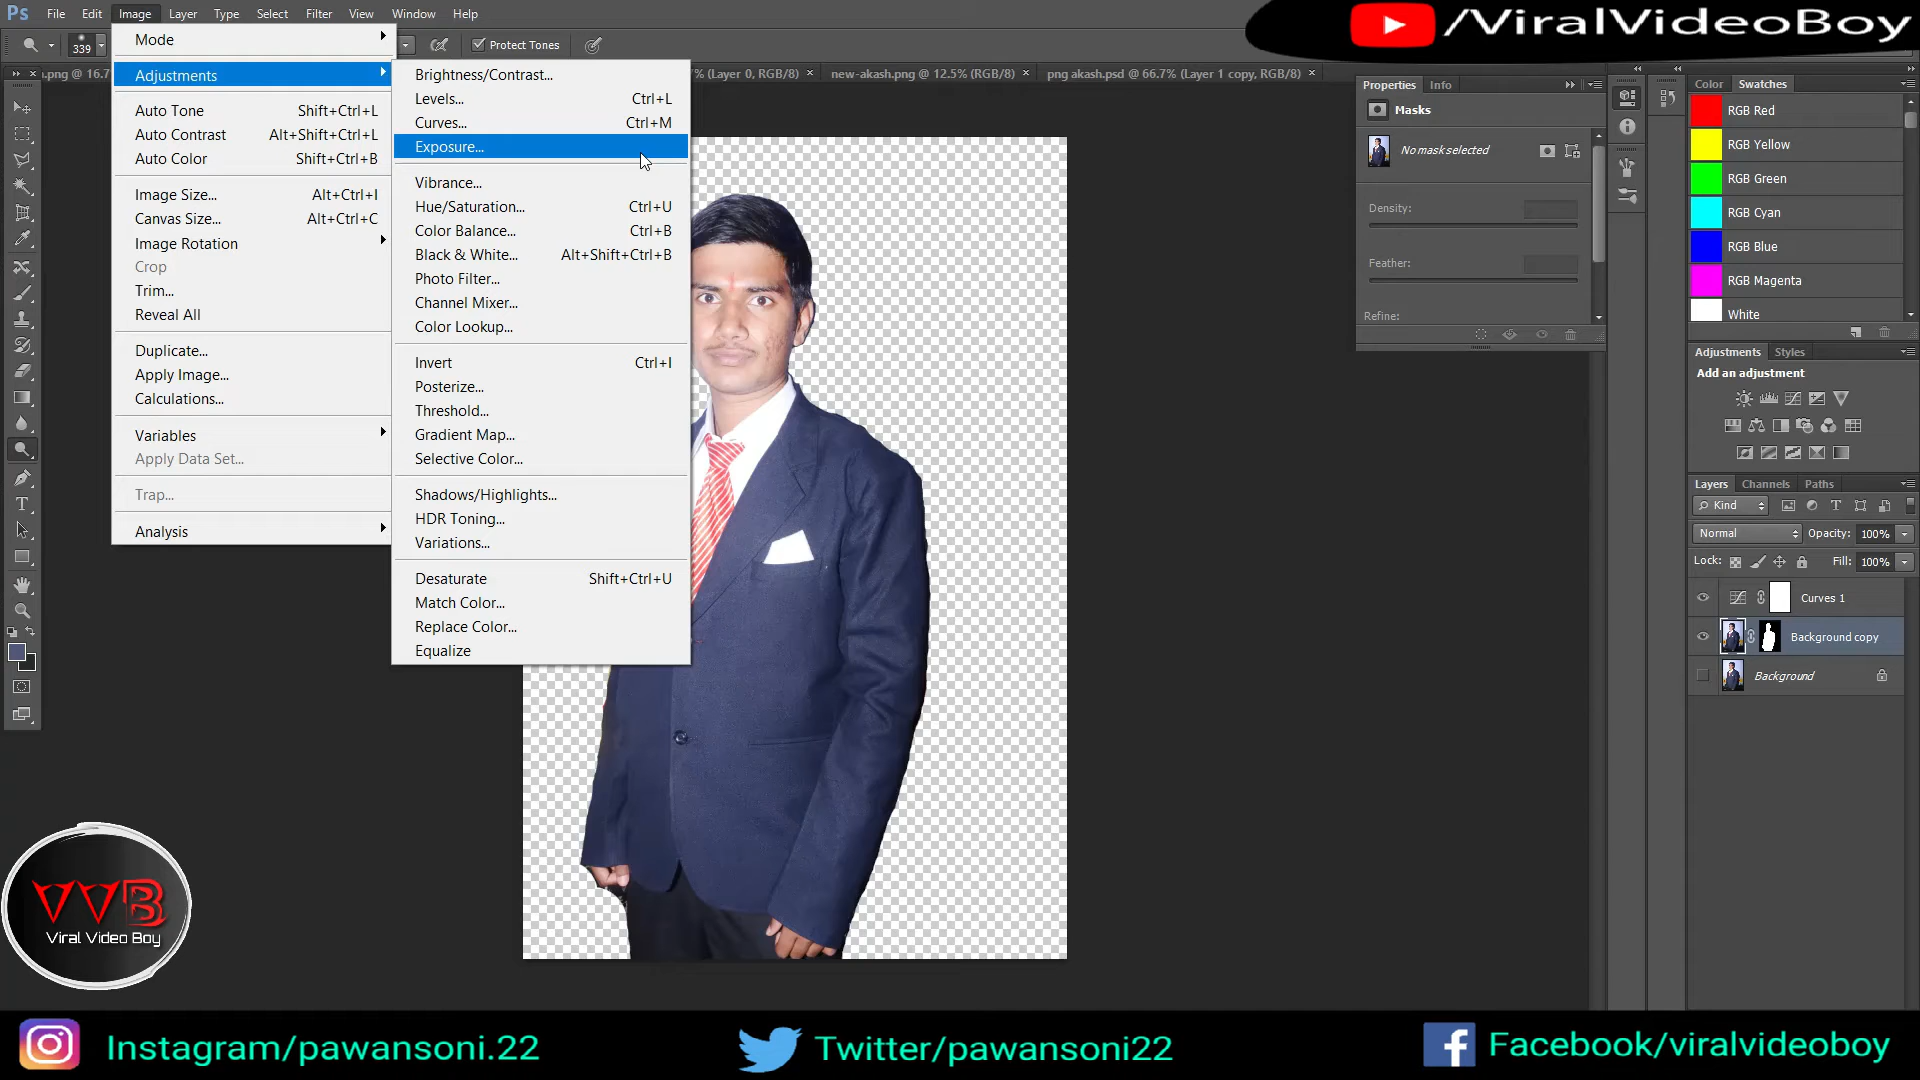 Ps File Edit Image Layer Type Select Filter View Window Help
/ViralVideoBoy
339 Protect Tones
.png @ 16.7 % (Layer 0, RGB/8) × new-akash.png @ 12.5% (RGB/8) × png akash.psd @ 66.7% (Layer 1 copy, RGB/8) ×
Mode
Adjustments
Auto Tone Shift+Ctrl+L
Auto Contrast Alt+Shift+Ctrl+L
Auto Color Shift+Ctrl+B
Image Size... Alt+Ctrl+I
Canvas Size... Alt+Ctrl+C
Image Rotation
Crop
Trim...
Reveal All
Duplicate...
Apply Image...
Calculations...
Variables
Apply Data Set...
Trap...
Analysis
Brightness/Contrast...
Levels... Ctrl+L
Curves... Ctrl+M
Exposure...
Vibrance...
Hue/Saturation... Ctrl+U
Color Balance... Ctrl+B
Black & White... Alt+Shift+Ctrl+B
Photo Filter...
Channel Mixer...
Color Lookup...
Invert Ctrl+I
Posterize...
Threshold...
Gradient Map...
Selective Color...
Shadows/Highlights...
HDR Toning...
Variations...
Desaturate Shift+Ctrl+U
Match Color...
Replace Color...
Equalize
Properties Info
Masks
No mask selected
Density:
Feather:
Refine:
Color Swatches
RGB Red
RGB Yellow
RGB Green
RGB Cyan
RGB Blue
RGB Magenta
White
Adjustments Styles
Add an adjustment
Layers Channels Paths
Kind
Normal Opacity: 100%
Lock: Fill: 100%
Curves 1
Background copy
Background
VVB
Viral Video Boy
Instagram/pawansoni.22
Twitter/pawansoni22
Facebook/viralvideoboy